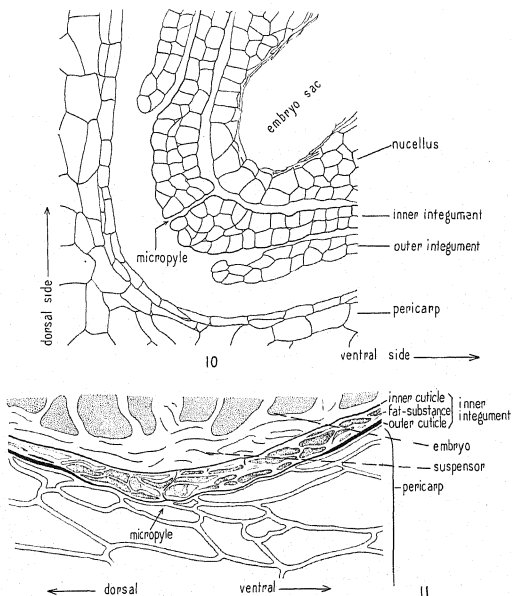 embryo sac
nucellus
inner integumant
outer integument
micropyle
pericarp
dorsal side
10
ventral side
inner cuticle
fat-substance
outer cuticle
inner
integument
embryo
suspensor
pericarp
micropyle
dorsal
ventral
11